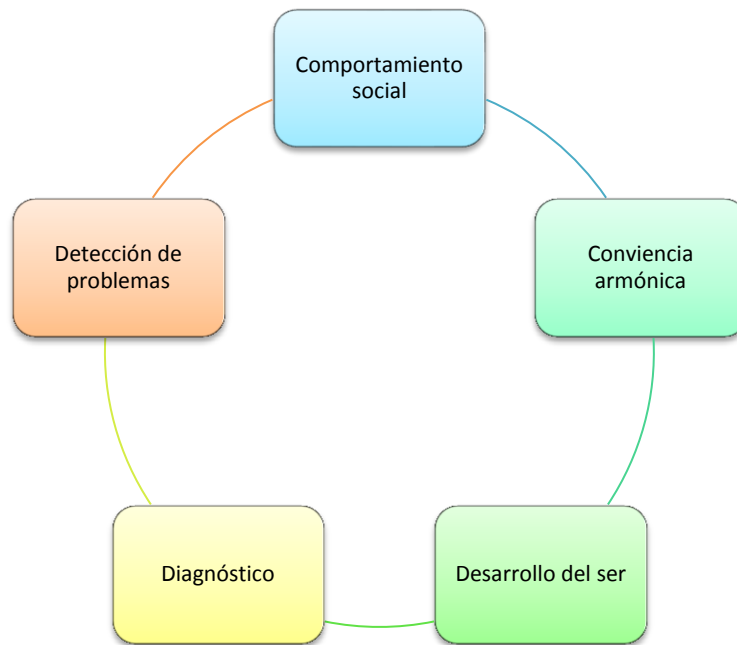 Comportamiento
social
Detección de
problemas
Conviencia
armónica
Diagnóstico
Desarrollo del ser